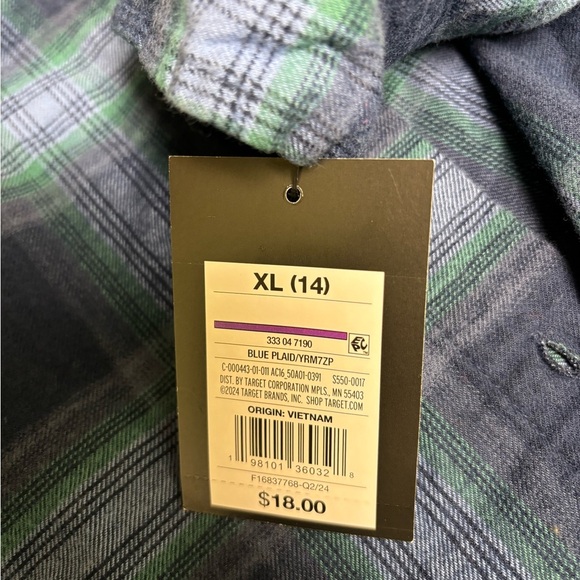 XL (14)
333 04 7190
BLUE PLAID/YRM7ZP
C-000443-01-011 AC16_50A01-0391 S550-0017
DIST. BY TARGET CORPORATION MPLS., MN 55403
©2024 TARGET BRANDS, INC. SHOP TARGET.COM
ORIGIN: VIETNAM
1 98101 36032 8
F16837768-Q2/24
$18.00